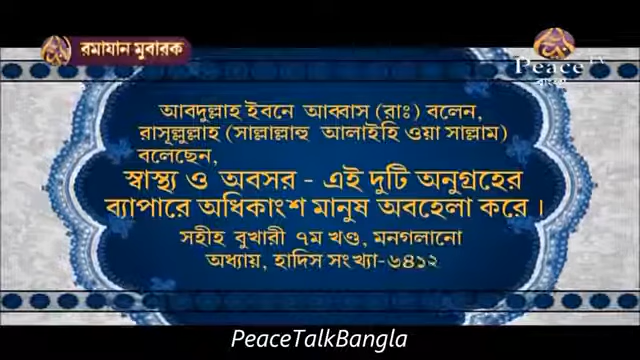 রমাযান মুবারক
Peace TV
বাংলা
আবদুল্লাহ ইবনে আব্বাস (রাঃ) বলেন,
রাসূলুল্লাহ (সাল্লাল্লাহু আলাইহি ওয়া সাল্লাম)
বলেছেন,
স্বাস্থ্য ও অবসর - এই দুটি অনুগ্রহের
ব্যাপারে অধিকাংশ মানুষ অবহেলা করে ।
সহীহ বুখারী ৭ম খণ্ড, মনগলানো
অধ্যায়, হাদিস সংখ্যা-৬৪১২
PeaceTalkBangla